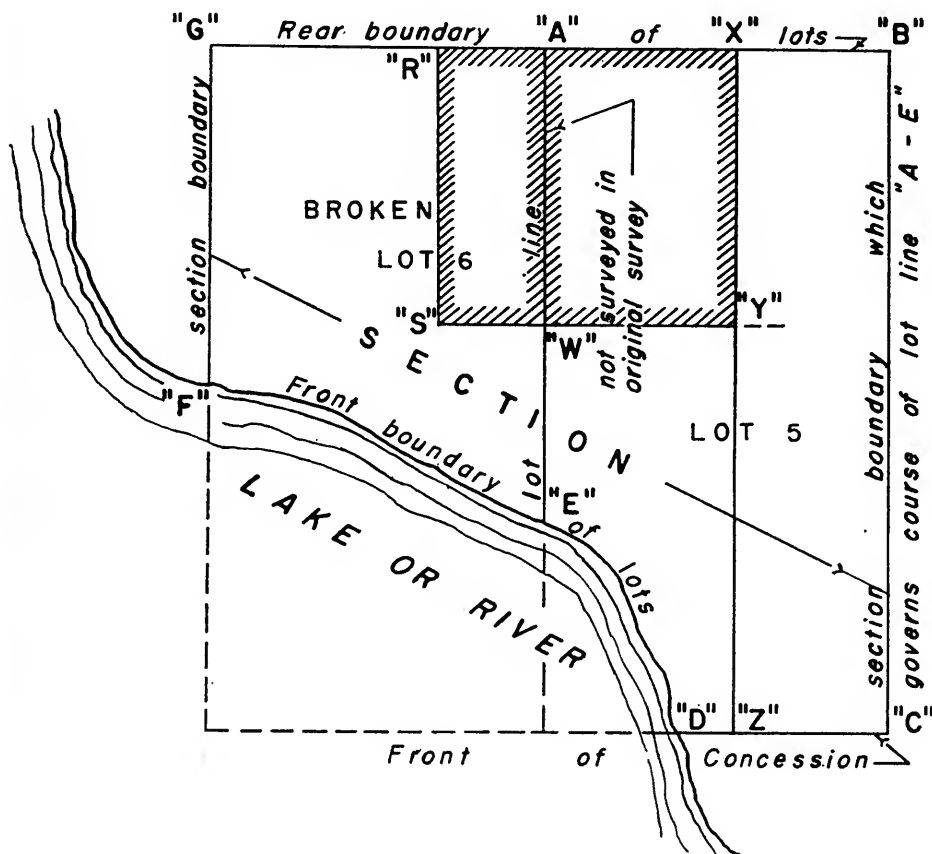 "G" Rear boundary "A" of "X" lots "B"
"R"
section boundary
BROKEN
LOT 6
line
not surveyed in
original survey
section boundary which
governs course of lot line "A - E"
"S" "W" "Y"
SECTION
"F"
Front boundary of lots
lot
"E"
LOT 5
LAKE OR RIVER
"D" "Z" "C"
Front of Concession